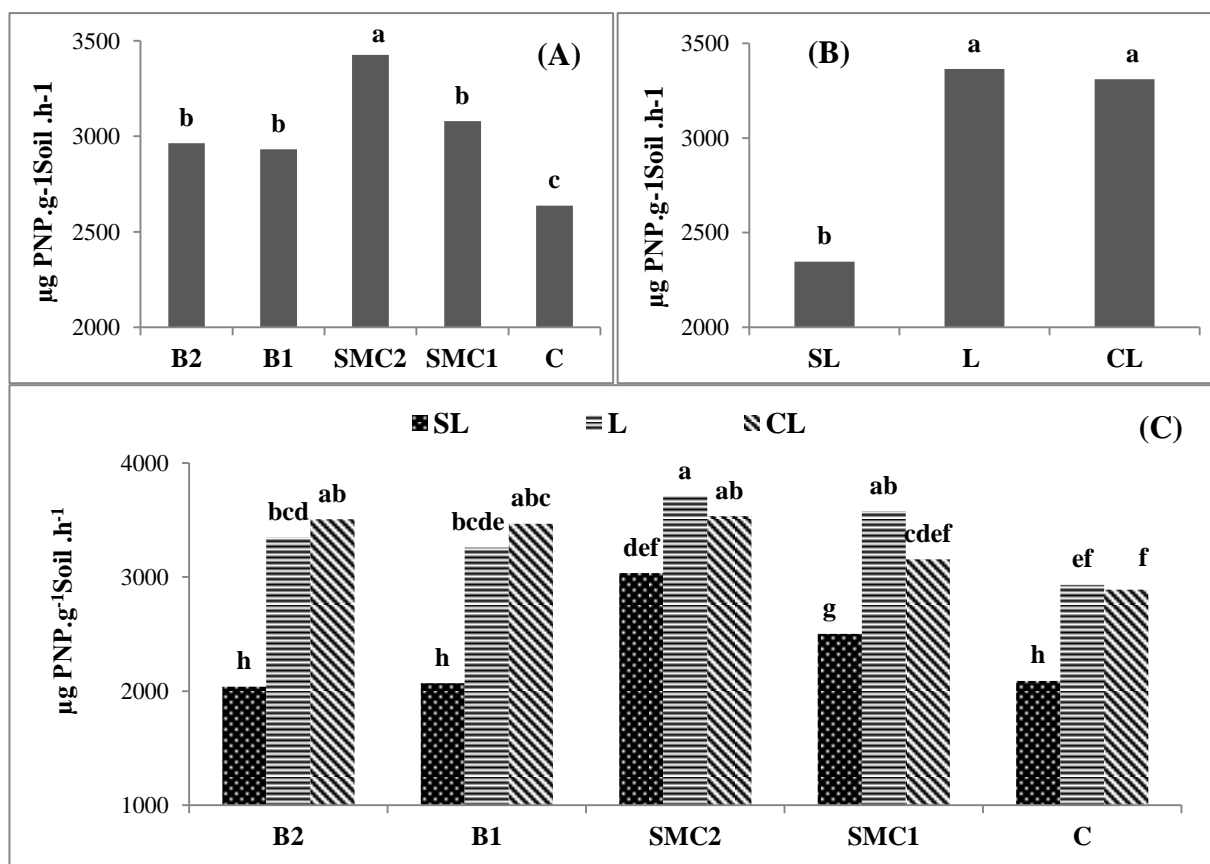 (A)
µg PNP.g-1Soil .h-1
3500
3000
2500
2000
b
b
a
b
c
B2 B1 SMC2 SMC1 C
(B)
µg PNP.g-1Soil .h-1
3500
3000
2500
2000
b
a
a
SL L CL
SL L CL
(C)
µg PNP.g⁻¹Soil .h⁻¹
4000
3000
2000
1000
h bcd ab
h bcde abc
def a ab
g ab cdef
h ef f
B2 B1 SMC2 SMC1 C